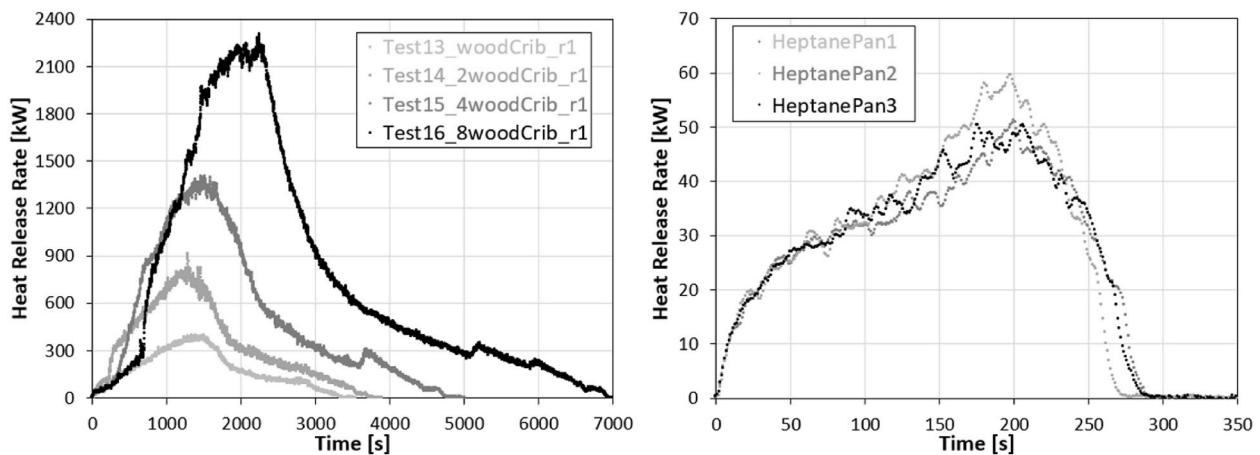 2400
2100
1800
1500
1200
900
600
300
0
Heat Release Rate [kW]
Test13_woodCrib_r1
Test14_2woodCrib_r1
Test15_4woodCrib_r1
Test16_8woodCrib_r1
0 1000 2000 3000 4000 5000 6000 7000
Time [s]
70
60
50
40
30
20
10
0
Heat Release Rate [kW]
HeptanePan1
HeptanePan2
HeptanePan3
0 50 100 150 200 250 300 350
Time [s]